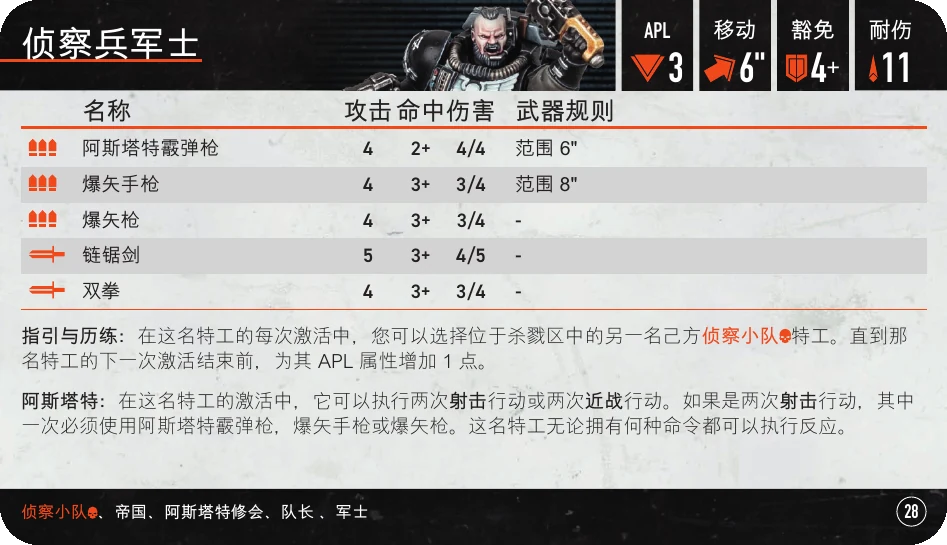 侦察兵军士
APL 移动 豁免 耐伤
3 6" 4+ 11
名称 攻击 命中 伤害 武器规则
阿斯塔特霰弹枪 4 2+ 4/4 范围 6"
爆矢手枪 4 3+ 3/4 范围 8"
爆矢枪 4 3+ 3/4 -
链锯剑 5 3+ 4/5 -
双拳 4 3+ 3/4 -
指引与历练：在这名特工的每次激活中，您可以选择位于杀戮区中的另一名己方侦察小队特工。直到那
名特工的下一次激活结束前，为其 APL 属性增加 1 点。
阿斯塔特：在这名特工的激活中，它可以执行两次射击行动或两次近战行动。如果是两次射击行动，其中
一次必须使用阿斯塔特霰弹枪，爆矢手枪或爆矢枪。这名特工无论拥有何种命令都可以执行反应。
侦察小队、帝国、阿斯塔特修会、队长 、军士
28